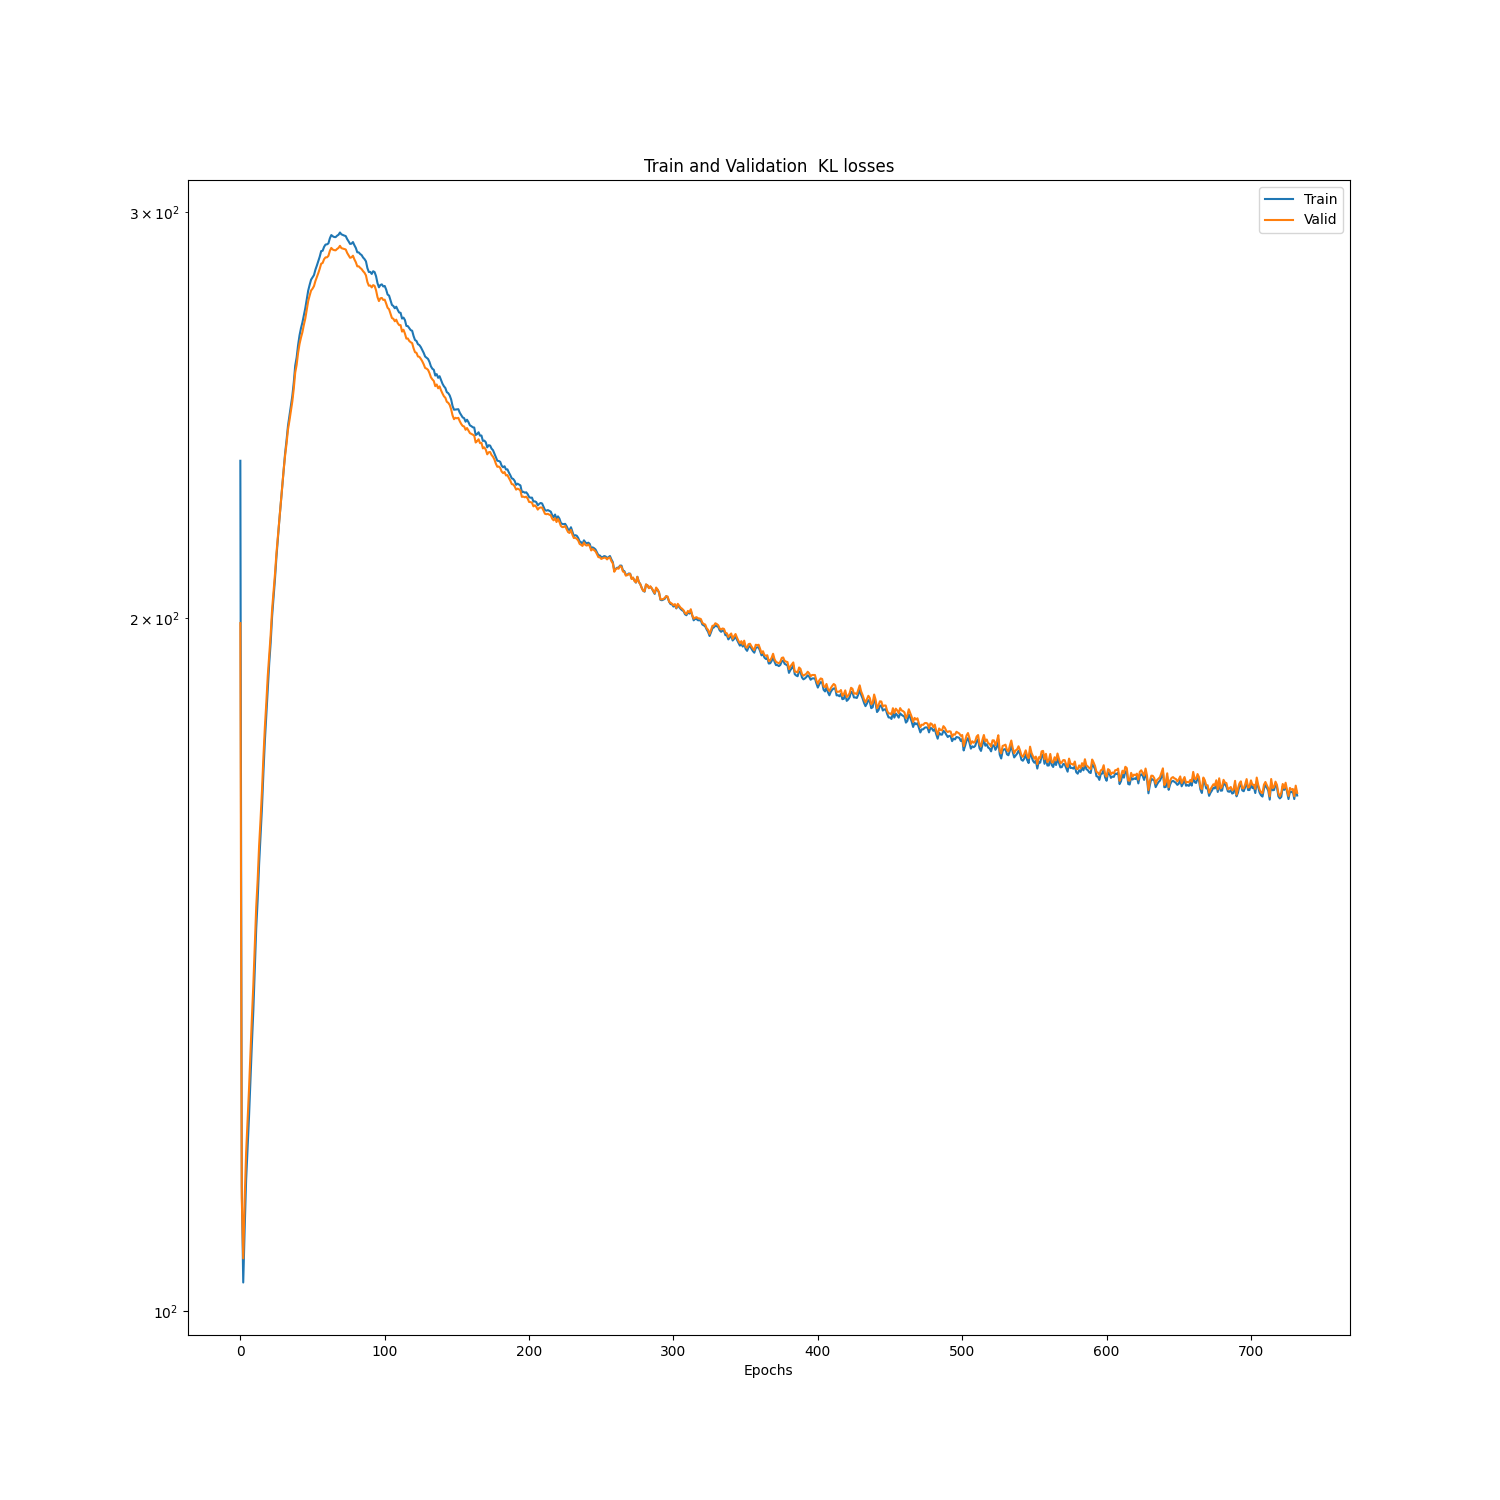 Train and Validation  KL losses
3 × 10²
Train
Valid
2 × 10²
10²
0 100 200 300 400 500 600 700
Epochs